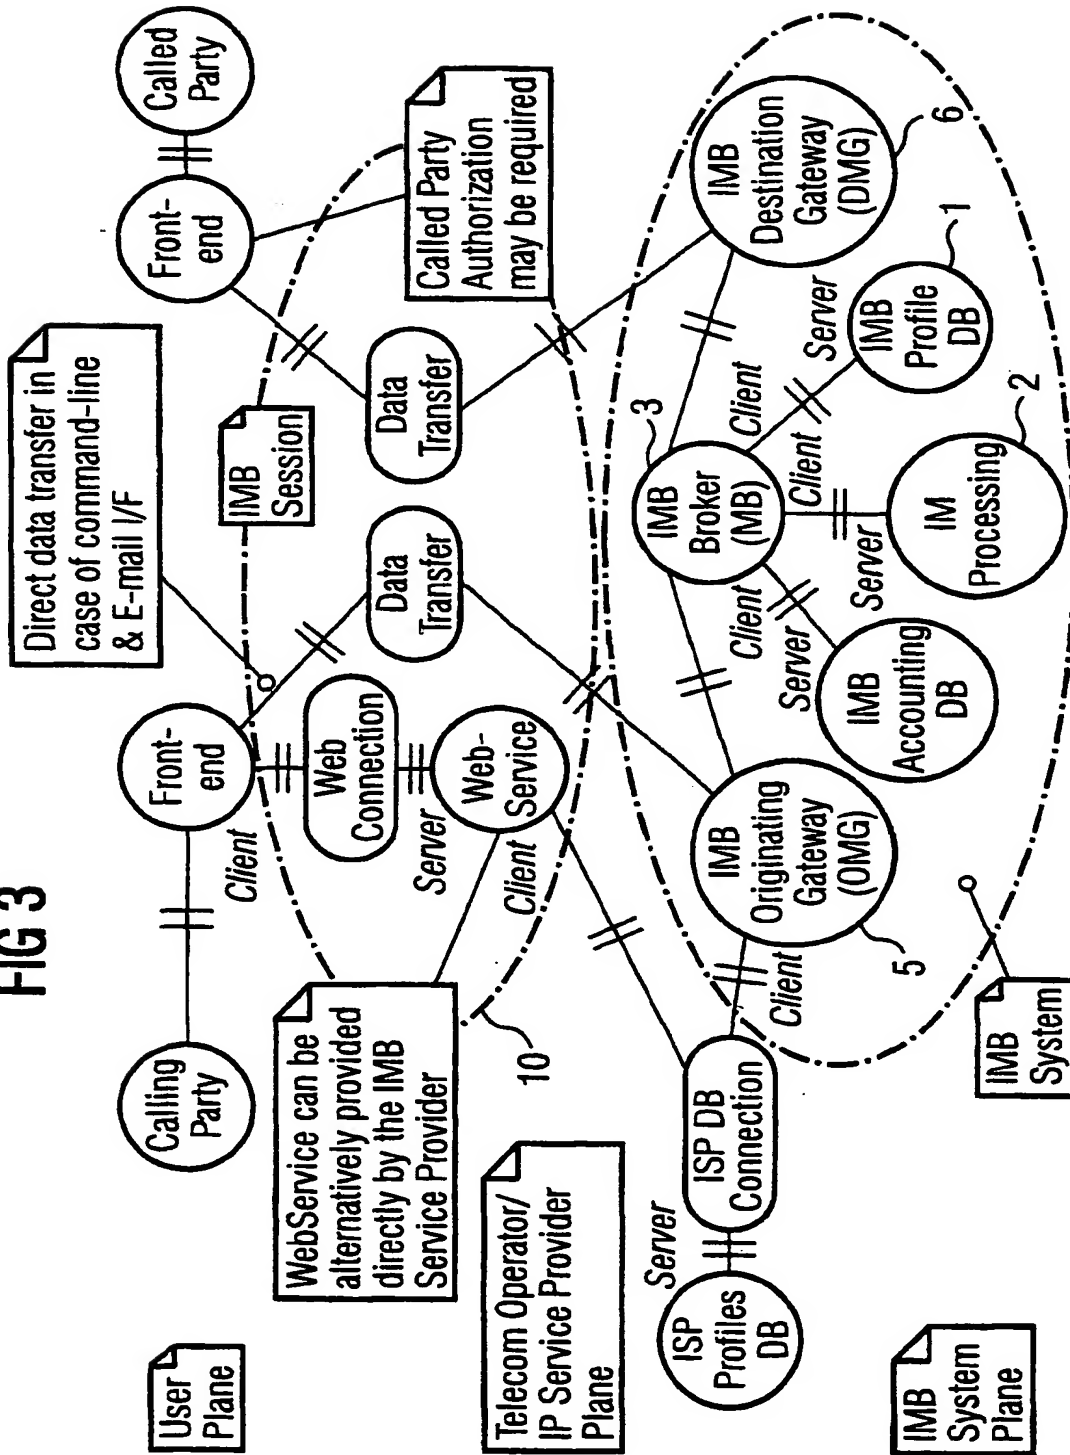 FIG 3
User
Plane
Calling
Party
Front-
end
Client
Direct data transfer in
case of command-line
& E-mail I/F
Front-
end
Called
Party
IMB
Session
Called Party
Authorization
may be required
WebService can be
alternatively provided
directly by the IMB
Service Provider
Web
Connection
Server
Web-
Service
Client
Data
Transfer
Data
Transfer
10
Telecom Operator/
IP Service Provider
Plane
Server
ISP
Profiles
DB
ISP DB
Connection
Client
IMB
Originating
Gateway
(OMG)
5
IMB
Broker
(MB)
3
Client
Client
Client
Server
Server
Server
IMB
Accounting
DB
IM
Processing
2
IMB
Profile
DB
1
IMB
Destination
Gateway
(DMG)
6
IMB
System
Plane
IMB
System